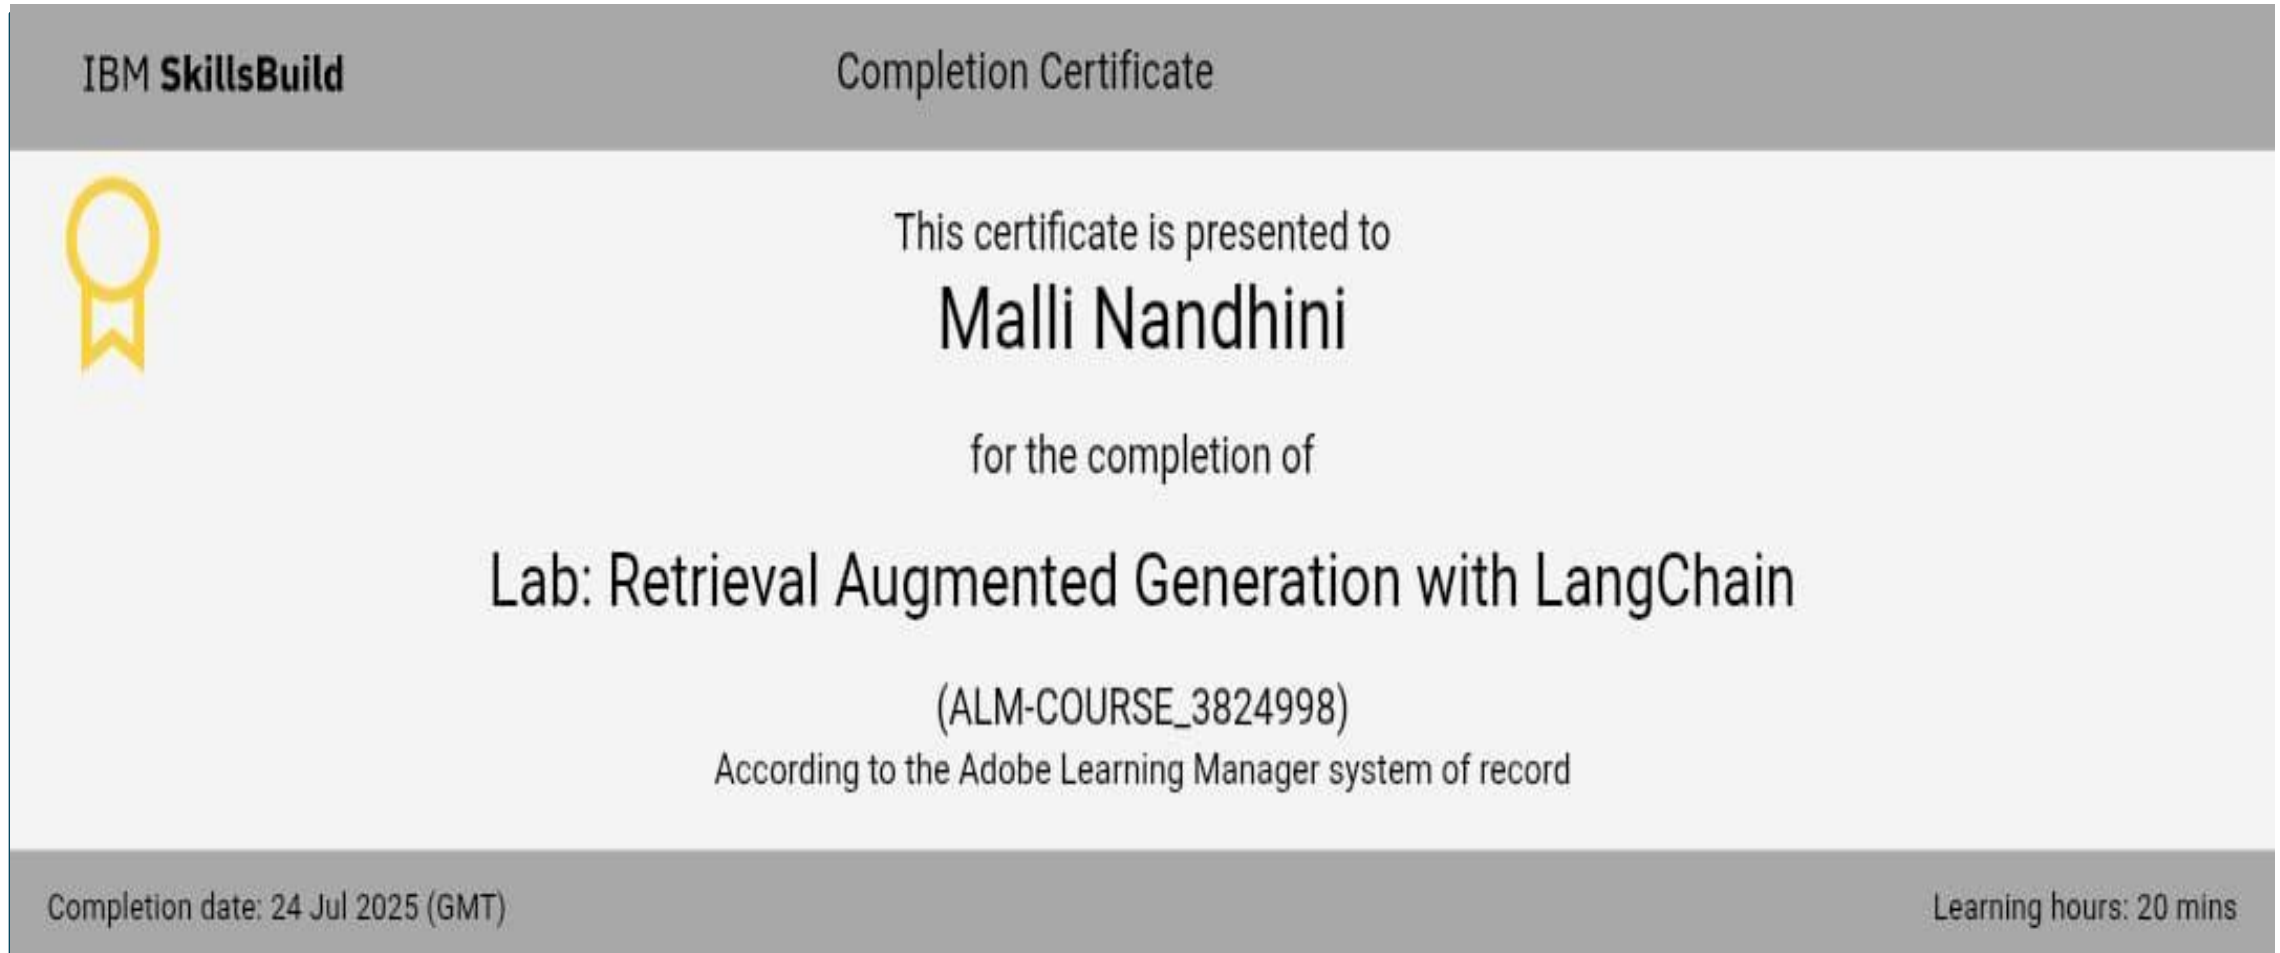 IBM SkillsBuild
Completion Certificate
This certificate is presented to
Malli Nandhini
for the completion of
Lab: Retrieval Augmented Generation with LangChain
(ALM-COURSE_3824998)
According to the Adobe Learning Manager system of record
Completion date: 24 Jul 2025 (GMT)
Learning hours: 20 mins